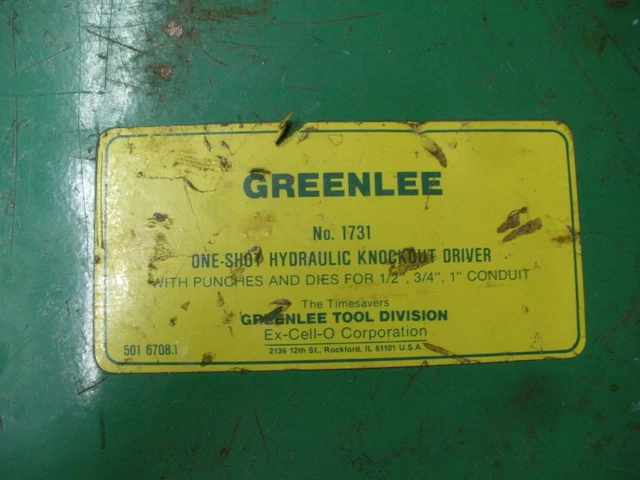 GREENLEE
No. 1731
ONE-SHOT HYDRAULIC KNOCKOUT DRIVER
WITH PUNCHES AND DIES FOR 1/2", 3/4", 1" CONDUIT
The Timesavers
GREENLEE TOOL DIVISION
Ex-Cell-O Corporation
2136 12th St., Rockford, IL 61101 U.S.A.
501 6708.1